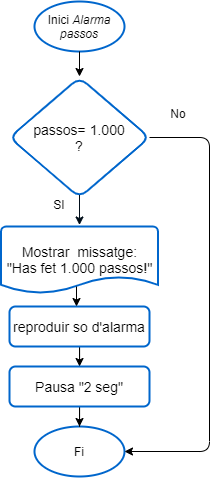 Inici Alarma
passos
passos= 1.000
?
No
SI
Mostrar missatge:
"Has fet 1.000 passos!"
reproduir so d'alarma
Pausa "2 seg"
Fi